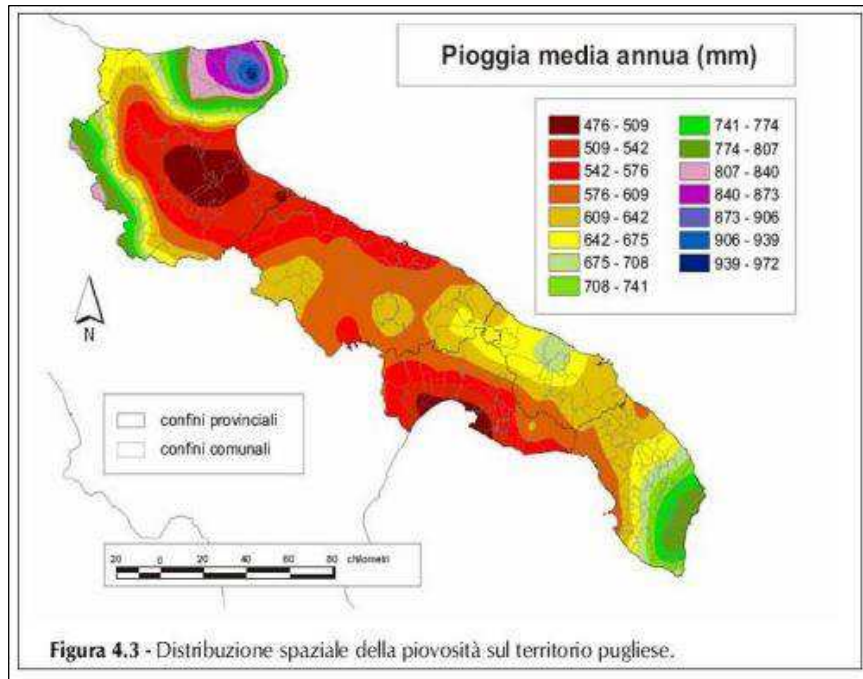 Pioggia media annua (mm)
476 - 509
509 - 542
542 - 576
576 - 609
609 - 642
642 - 675
675 - 708
708 - 741
741 - 774
774 - 807
807 - 840
840 - 873
873 - 906
906 - 939
939 - 972
N
confini provinciali
confini comunali
20 0 20 40 60 80 chilometri
Figura 4.3 - Distribuzione spaziale della piovosità sul territorio pugliese.